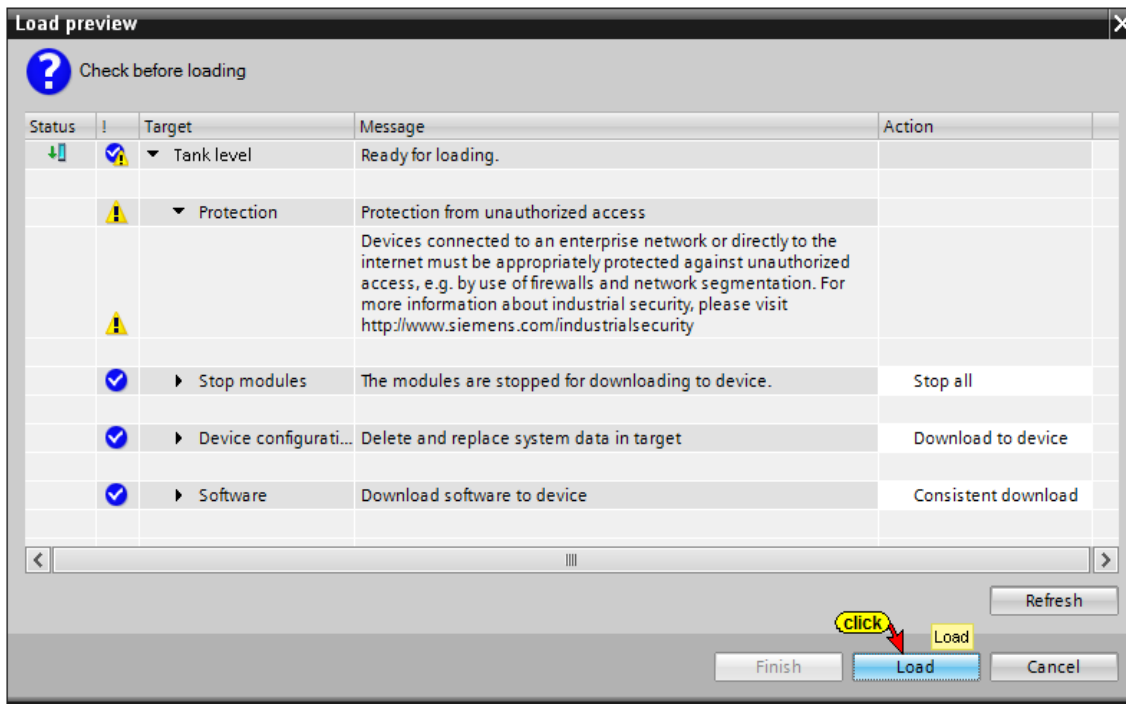 Load preview
Check before loading
Status ! Target Message Action
Tank level Ready for loading.
Protection Protection from unauthorized access
Devices connected to an enterprise network or directly to the
internet must be appropriately protected against unauthorized
access, e.g. by use of firewalls and network segmentation. For
more information about industrial security, please visit
http://www.siemens.com/industrialsecurity
Stop modules The modules are stopped for downloading to device. Stop all
Device configurati... Delete and replace system data in target Download to device
Software Download software to device Consistent download
Refresh
click
Load
Finish Load Cancel